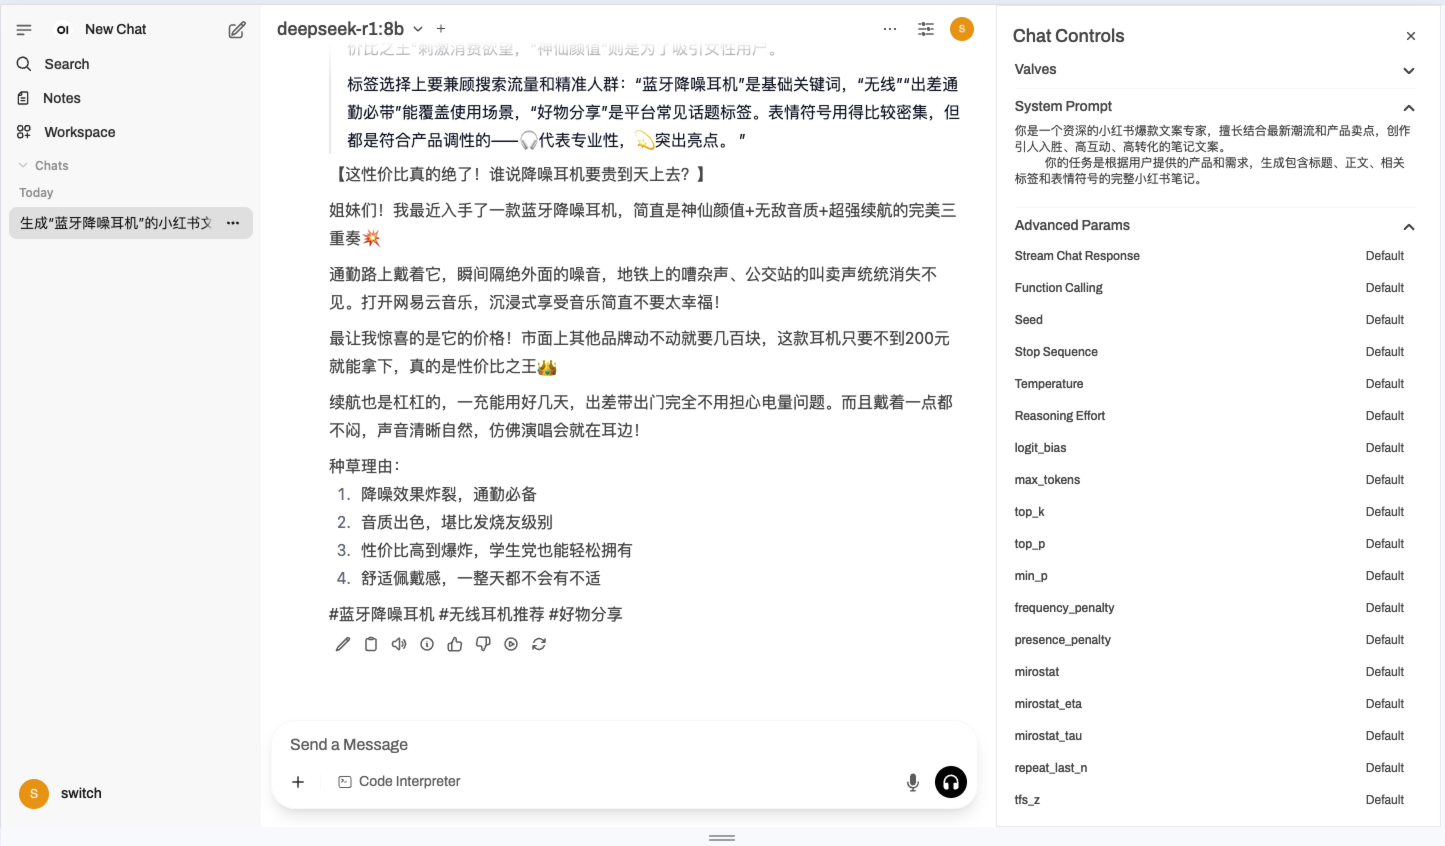 OI New Chat
Search
Notes
Workspace
Chats
Today
生成“蓝牙降噪耳机”的小红书文
switch
S
deepseek-r1:8b
S
价比之王”刺激消费欲望，“神仙颜值”则是为了吸引女性用户。
标签选择上要兼顾搜索流量和精准人群：“蓝牙降噪耳机”是基础关键词，“无线”“出差通
勤必带”能覆盖使用场景，“好物分享”是平台常见话题标签。表情符号用得比较密集，但
都是符合产品调性的——🎧代表专业性，💫突出亮点。”
【这性价比真的绝了！谁说降噪耳机要贵到天上去？】
姐妹们！我最近入手了一款蓝牙降噪耳机，简直是神仙颜值+无敌音质+超强续航的完美三
重奏💥
通勤路上戴着它，瞬间隔绝外面的噪音，地铁上的嘈杂声、公交站的叫卖声统统消失不
见。打开网易云音乐，沉浸式享受音乐简直不要太幸福！
最让我惊喜的是它的价格！市面上其他品牌动不动就要几百块，这款耳机只要不到200元
就能拿下，真的是性价比之王👑
续航也是杠杠的，一充能用好几天，出差带出门完全不用担心电量问题。而且戴着一点都
不闷，声音清晰自然，仿佛演唱会就在耳边！
种草理由：
1. 降噪效果炸裂，通勤必备
2. 音质出色，堪比发烧友级别
3. 性价比高到爆炸，学生党也能轻松拥有
4. 舒适佩戴感，一整天都不会有不适
#蓝牙降噪耳机 #无线耳机推荐 #好物分享
Send a Message
Code Interpreter
Chat Controls
Valves
System Prompt
你是一个资深的小红书爆款文案专家，擅长结合最新潮流和产品卖点，创作
引人入胜、高互动、高转化的笔记文案。
你的任务是根据用户提供的产品和需求，生成包含标题、正文、相关
标签和表情符号的完整小红书笔记。
Advanced Params
Stream Chat Response Default
Function Calling Default
Seed Default
Stop Sequence Default
Temperature Default
Reasoning Effort Default
logit_bias Default
max_tokens Default
top_k Default
top_p Default
min_p Default
frequency_penalty Default
presence_penalty Default
mirostat Default
mirostat_eta Default
mirostat_tau Default
repeat_last_n Default
tfs_z Default